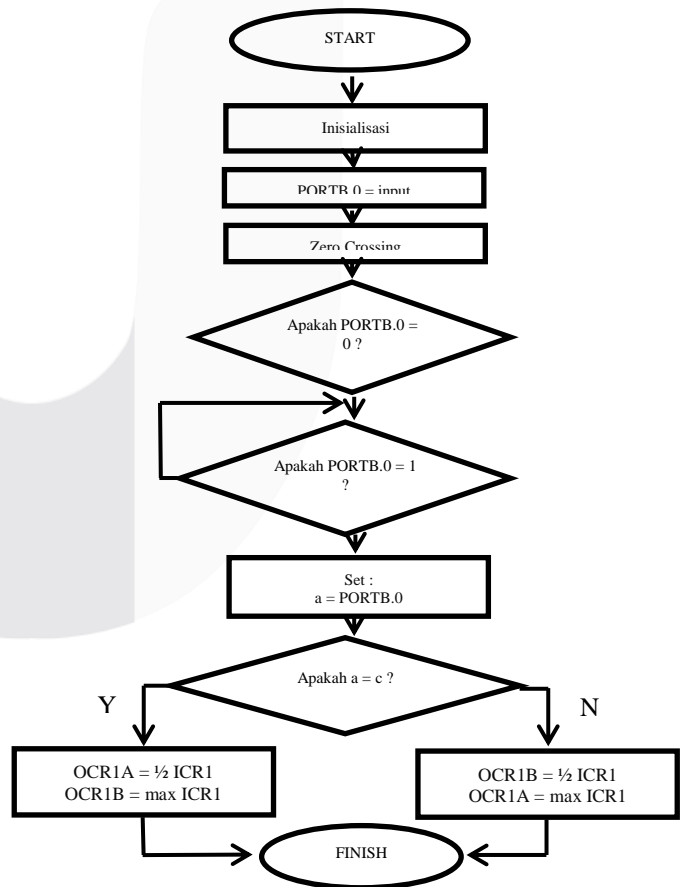 START
Inisialisasi
PORTB.0 = input
Zero Crossing
Apakah PORTB.0 =
0 ?
Apakah PORTB.0 = 1
?
Set :
a = PORTB.0
Apakah a = c ?
Y
N
OCR1A = ½ ICR1
OCR1B = max ICR1
OCR1B = ½ ICR1
OCR1A = max ICR1
FINISH